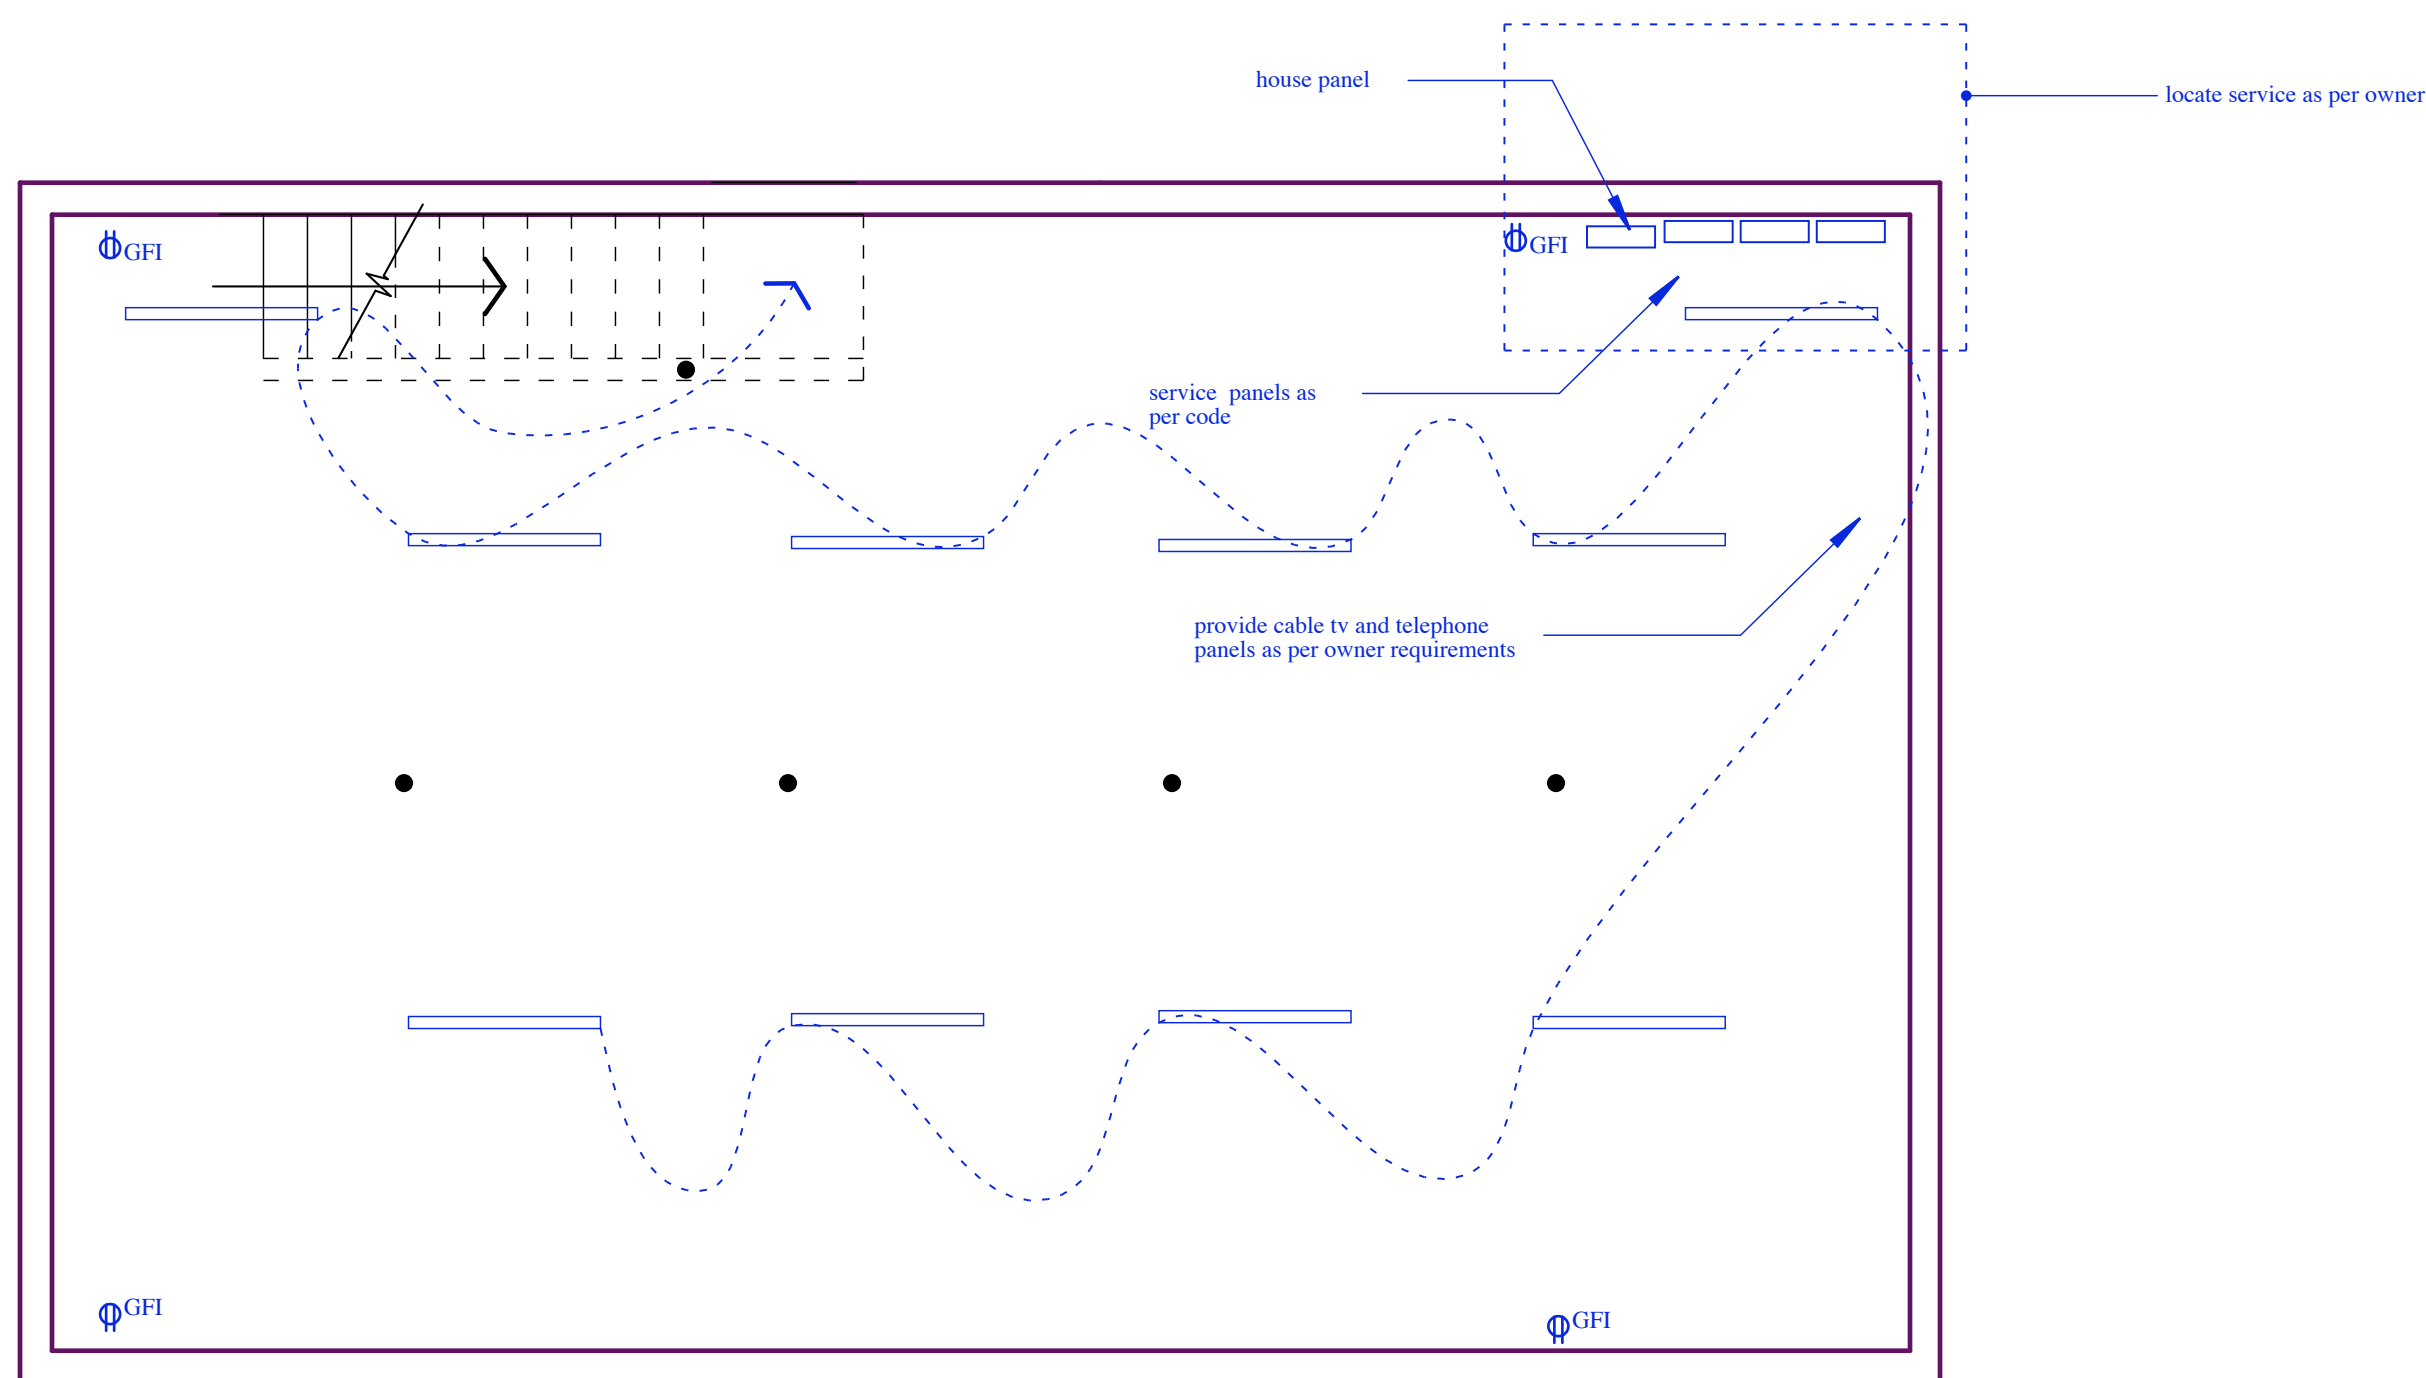 house panel
locate service as per owner
GFI
GFI
service panels as
per code
provide cable tv and telephone
panels as per owner requirements
GFI
GFI